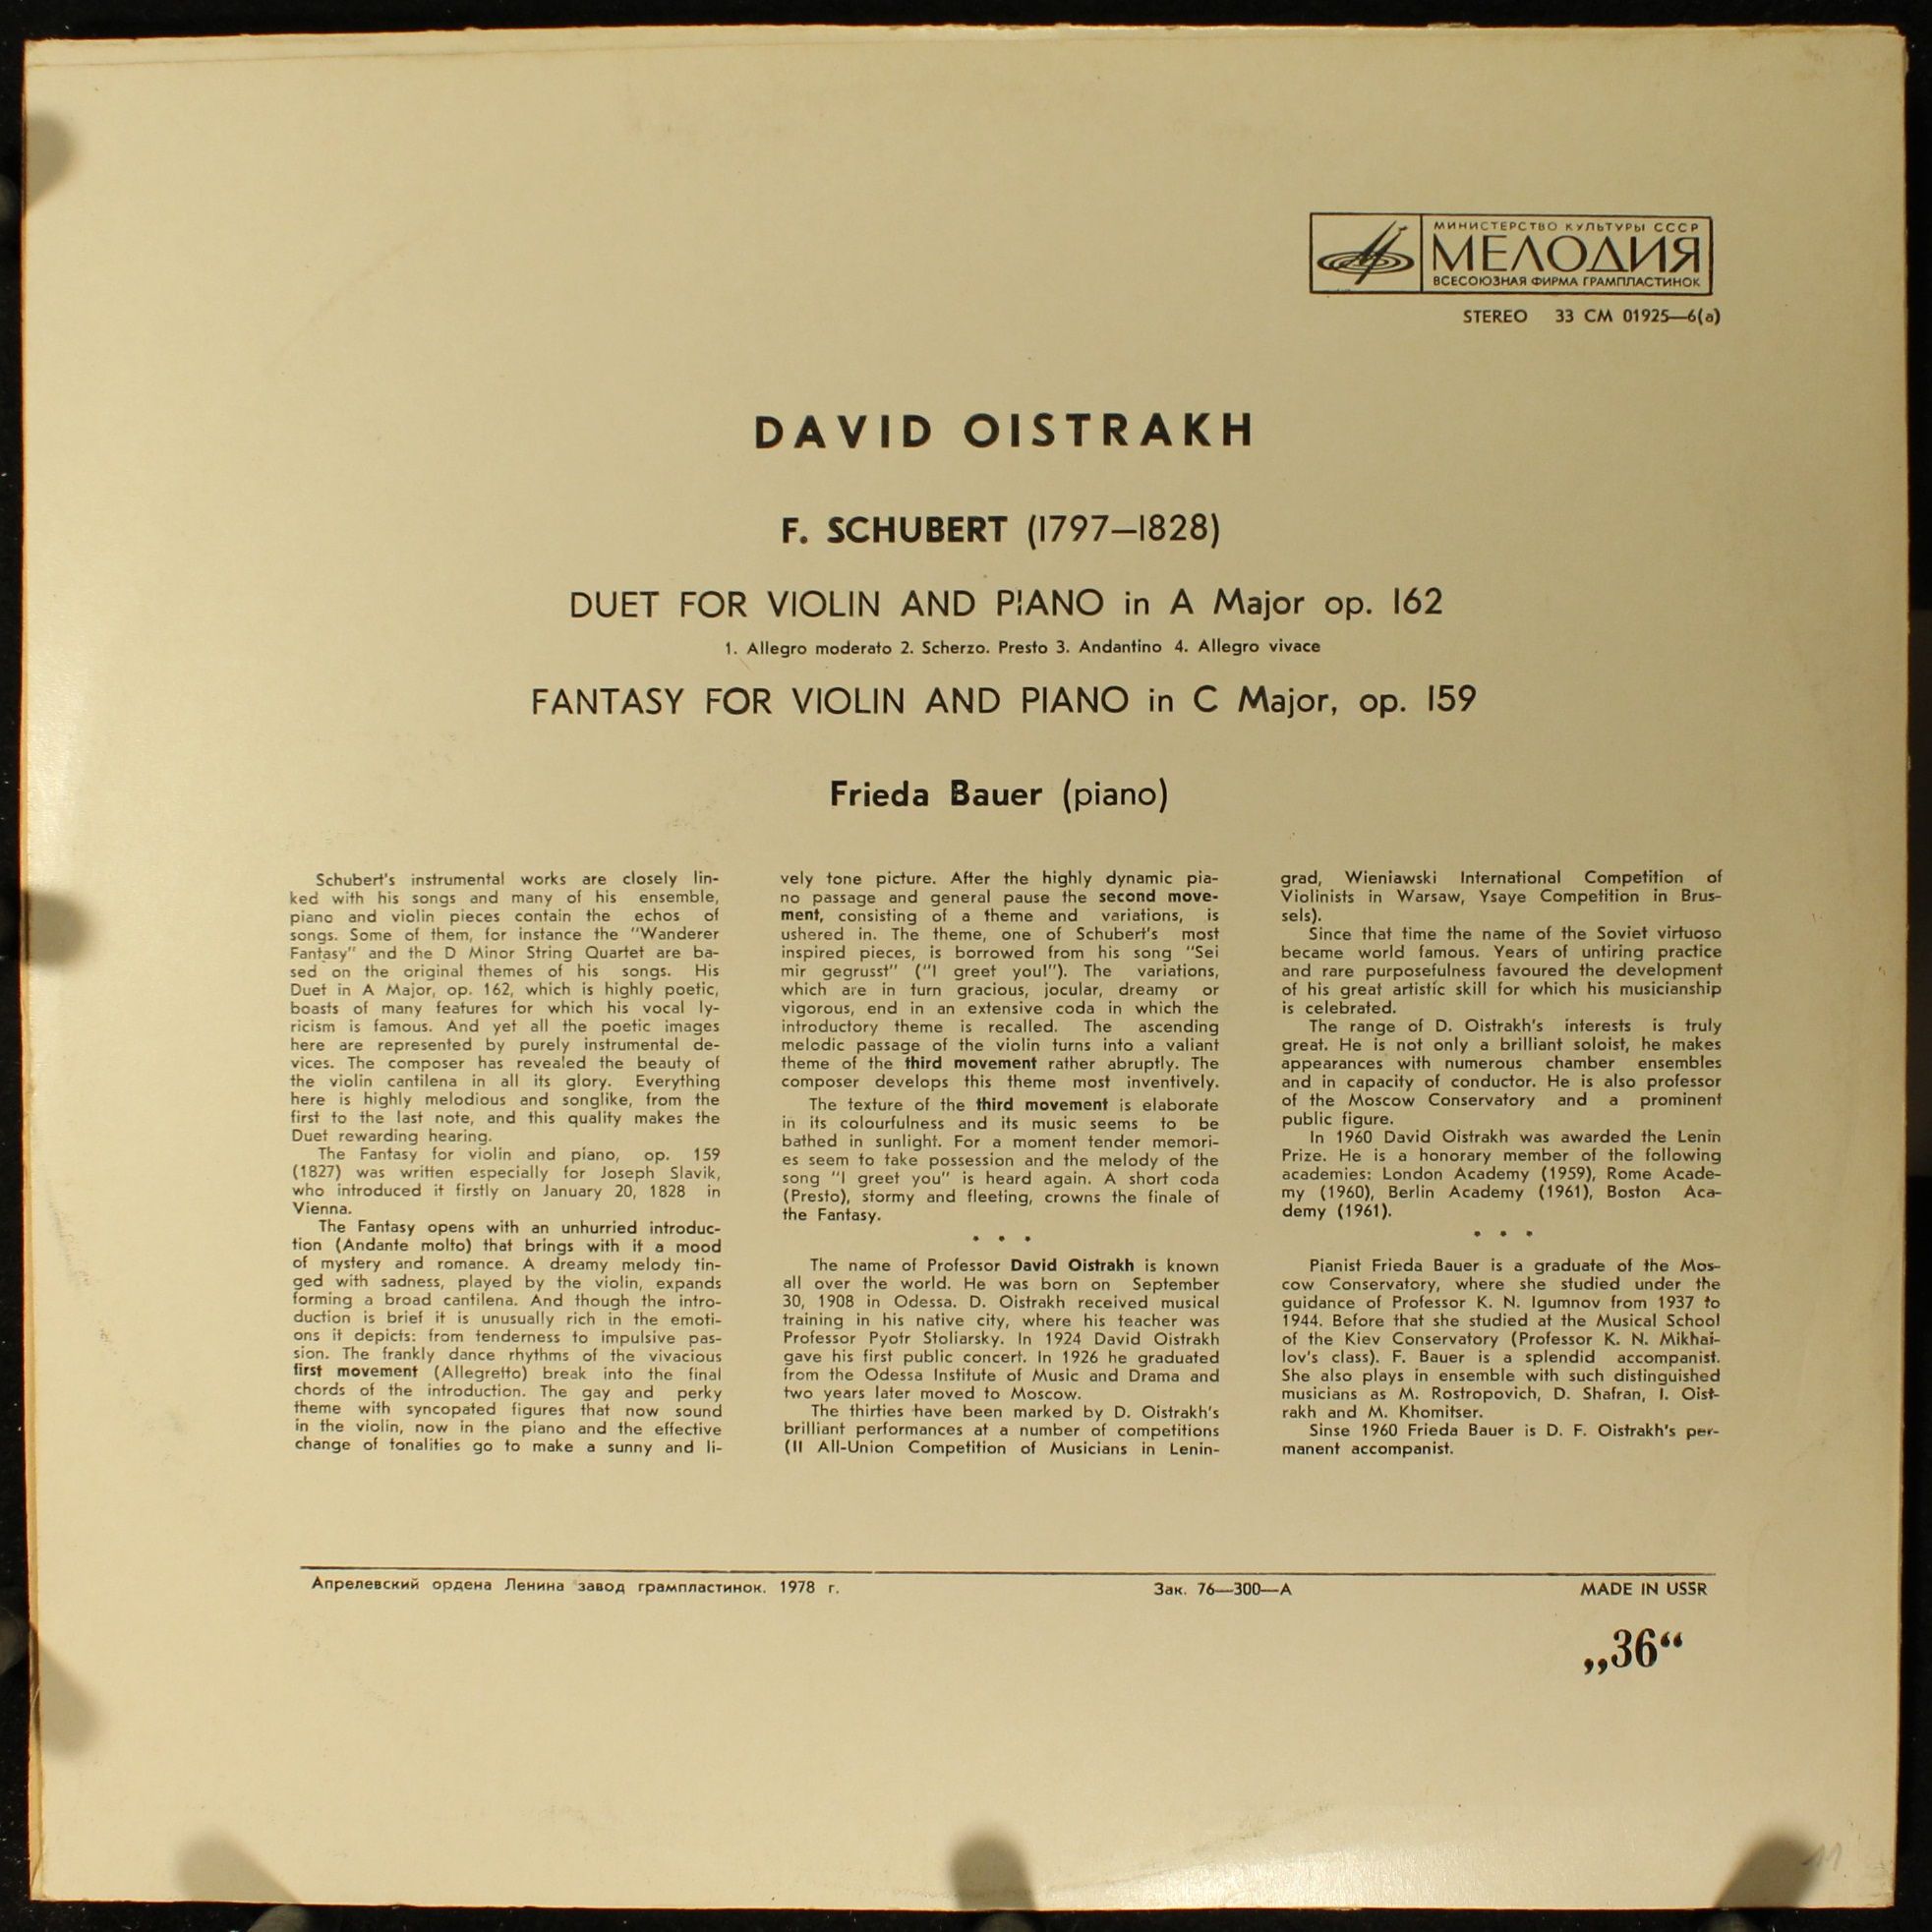 МИНИСТЕРСТВО КУЛЬТУРЫ СССР
МЕЛОДИЯ
ВСЕСОЮЗНАЯ ФИРМА ГРАМПЛАСТИНОК
STEREO 33 СМ 01925—6(а)
DAVID OISTRAKH
F. SCHUBERT (1797—1828)
DUET FOR VIOLIN AND PIANO in A Major op. 162
1. Allegro moderato 2. Scherzo. Presto 3. Andantino 4. Allegro vivace
FANTASY FOR VIOLIN AND PIANO in C Major, op. 159
Frieda Bauer (piano)
Schubert's instrumental works are closely lin-
ked with his songs and many of his ensemble,
piano and violin pieces contain the echos of
songs. Some of them, for instance the "Wanderer
Fantasy" and the D Minor String Quartet are ba-
sed on the original themes of his songs. His
Duet in A Major, op. 162, which is highly poetic,
boasts of many features for which his vocal ly-
ricism is famous. And yet all the poetic images
here are represented by purely instrumental de-
vices. The composer has revealed the beauty of
the violin cantilena in all its glory. Everything
here is highly melodious and songlike, from the
first to the last note, and this quality makes the
Duet rewarding hearing.
The Fantasy for violin and piano, op. 159
(1827) was written especially for Joseph Slavik,
who introduced it firstly on January 20, 1828 in
Vienna.
The Fantasy opens with an unhurried introduc-
tion (Andante molto) that brings with it a mood
of mystery and romance. A dreamy melody tin-
ged with sadness, played by the violin, expands
forming a broad cantilena. And though the intro-
duction is brief it is unusually rich in the emoti-
ons it depicts: from tenderness to impulsive pas-
sion. The frankly dance rhythms of the vivacious
first movement (Allegretto) break into the final
chords of the introduction. The gay and perky
theme with syncopated figures that now sound
in the violin, now in the piano and the effective
change of tonalities go to make a sunny and li-
vely tone picture. After the highly dynamic pia-
no passage and general pause the second move-
ment, consisting of a theme and variations, is
ushered in. The theme, one of Schubert's most
inspired pieces, is borrowed from his song "Sei
mir gegrusst" ("I greet you!"). The variations,
which are in turn gracious, jocular, dreamy or
vigorous, end in an extensive coda in which the
introductory theme is recalled. The ascending
melodic passage of the violin turns into a valiant
theme of the third movement rather abruptly. The
composer develops this theme most inventively.
The texture of the third movement is elaborate
in its colourfulness and its music seems to be
bathed in sunlight. For a moment tender memori-
es seem to take possession and the melody of the
song "I greet you" is heard again. A short coda
(Presto), stormy and fleeting, crowns the finale of
the Fantasy.
• • •
The name of Professor David Oistrakh is known
all over the world. He was born on September
30, 1908 in Odessa. D. Oistrakh received musical
training in his native city, where his teacher was
Professor Pyotr Stoliarsky. In 1924 David Oistrakh
gave his first public concert. In 1926 he graduated
from the Odessa Institute of Music and Drama and
two years later moved to Moscow.
The thirties have been marked by D. Oistrakh's
brilliant performances at a number of competitions
(II All-Union Competition of Musicians in Lenin-
grad, Wieniawski International Competition of
Violinists in Warsaw, Ysaye Competition in Brus-
sels).
Since that time the name of the Soviet virtuoso
became world famous. Years of untiring practice
and rare purposefulness favoured the development
of his great artistic skill for which his musicianship
is celebrated.
The range of D. Oistrakh's interests is truly
great. He is not only a brilliant soloist, he makes
appearances with numerous chamber ensembles
and in capacity of conductor. He is also professor
of the Moscow Conservatory and a prominent
public figure.
In 1960 David Oistrakh was awarded the Lenin
Prize. He is a honorary member of the following
academies: London Academy (1959), Rome Acade-
my (1960), Berlin Academy (1961), Boston Aca-
demy (1961).
• • •
Pianist Frieda Bauer is a graduate of the Mos-
cow Conservatory, where she studied under the
guidance of Professor K. N. Igumnov from 1937 to
1944. Before that she studied at the Musical School
of the Kiev Conservatory (Professor K. N. Mikhai-
lov's class). F. Bauer is a splendid accompanist.
She also plays in ensemble with such distinguished
musicians as M. Rostropovich, D. Shafran, I. Oist-
rakh and M. Khomitser.
Sinse 1960 Frieda Bauer is D. F. Oistrakh's per-
manent accompanist.
Апрелевский ордена Ленина завод грампластинок. 1978 г.
Зак. 76—300—А
MADE IN USSR
„36“
11